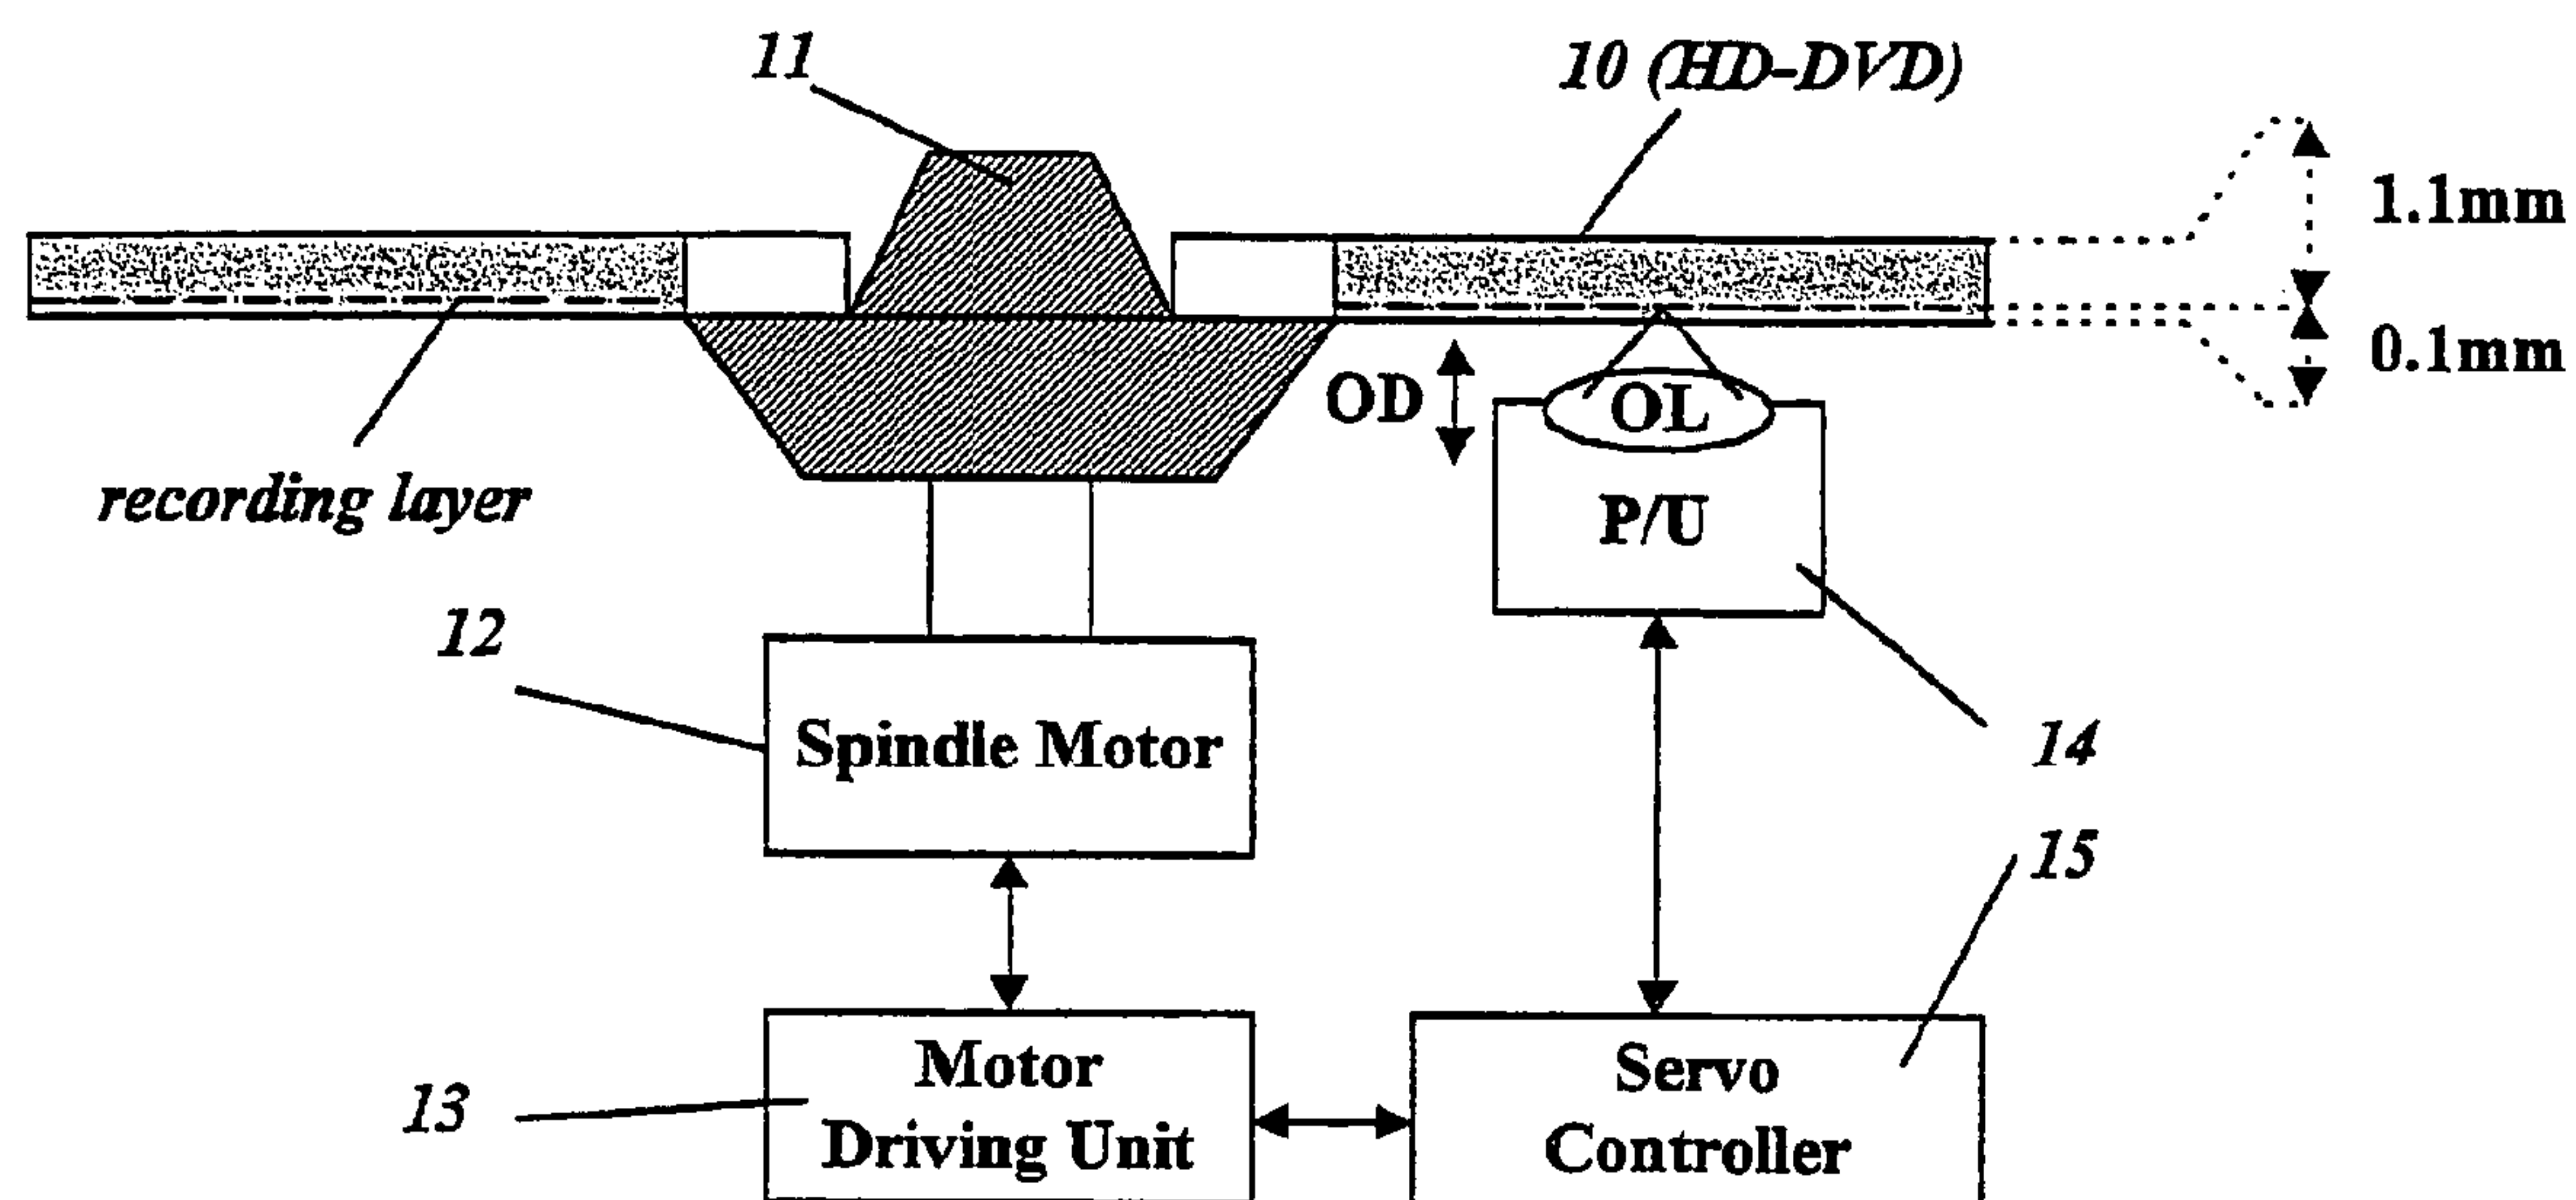 11
10 (HD-DVD)
1.1mm
0.1mm
OD
OL
P/U
recording layer
12
Spindle Motor
14
15
13
Motor
Driving Unit
Servo
Controller